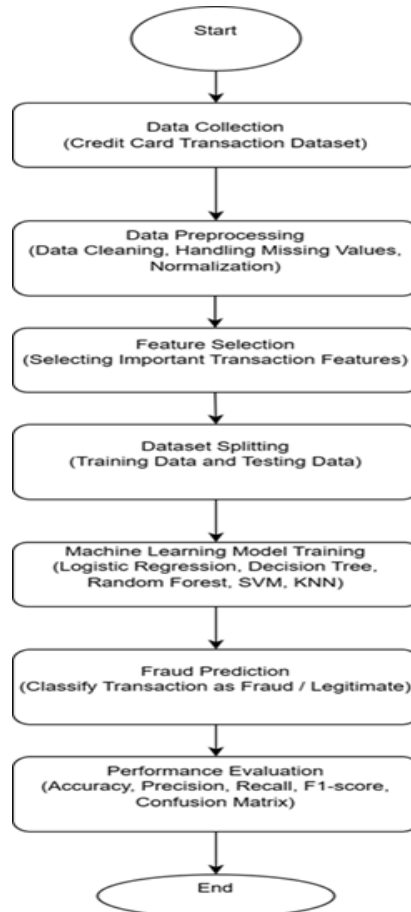 Start
Data Collection
(Credit Card Transaction Dataset)
Data Preprocessing
(Data Cleaning, Handling Missing Values,
Normalization)
Feature Selection
(Selecting Important Transaction Features)
Dataset Splitting
(Training Data and Testing Data)
Machine Learning Model Training
(Logistic Regression, Decision Tree,
Random Forest, SVM, KNN)
Fraud Prediction
(Classify Transaction as Fraud / Legitimate)
Performance Evaluation
(Accuracy, Precision, Recall, F1-score,
Confusion Matrix)
End